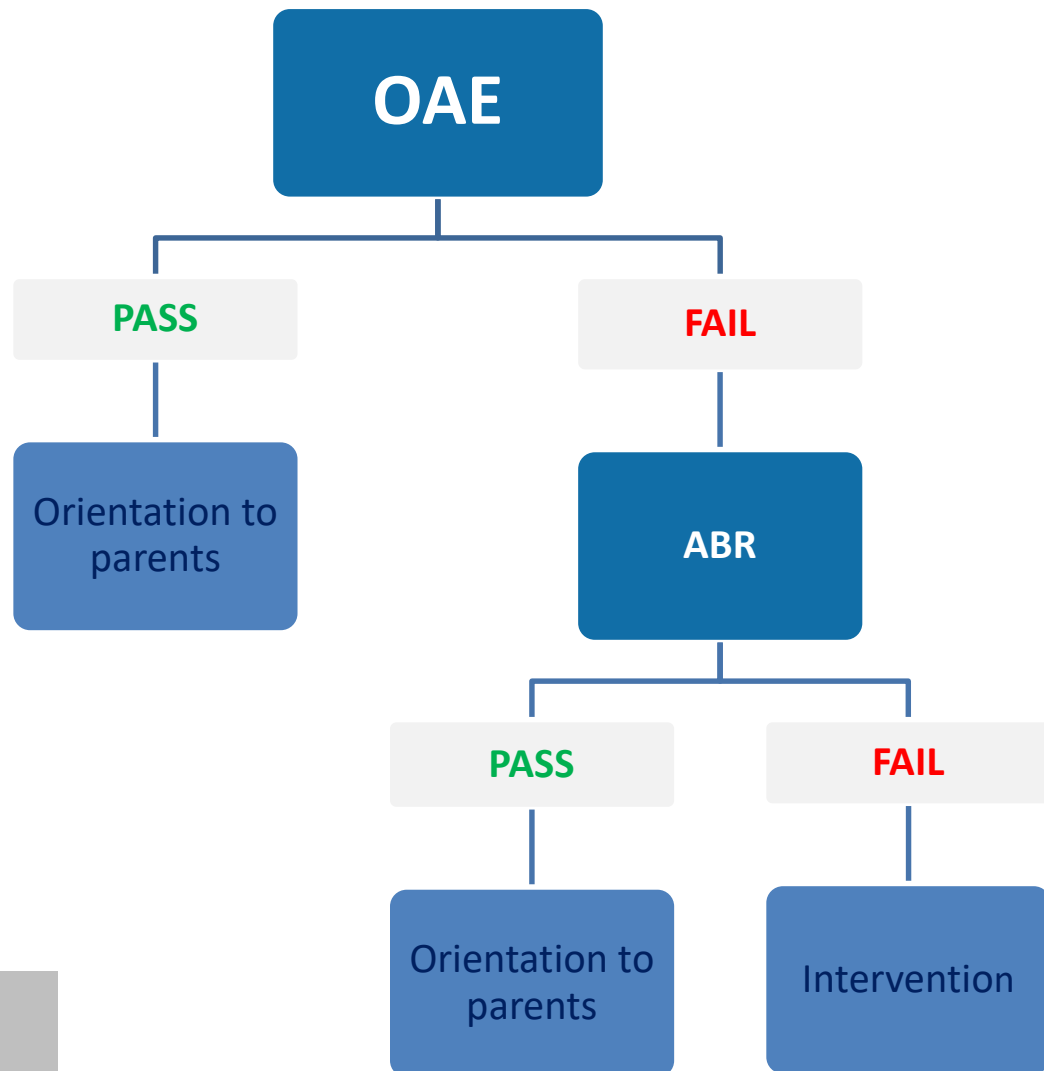 OAE
PASS
FAIL
Orientation to
parents
ABR
PASS
FAIL
Orientation to
parents
Intervention